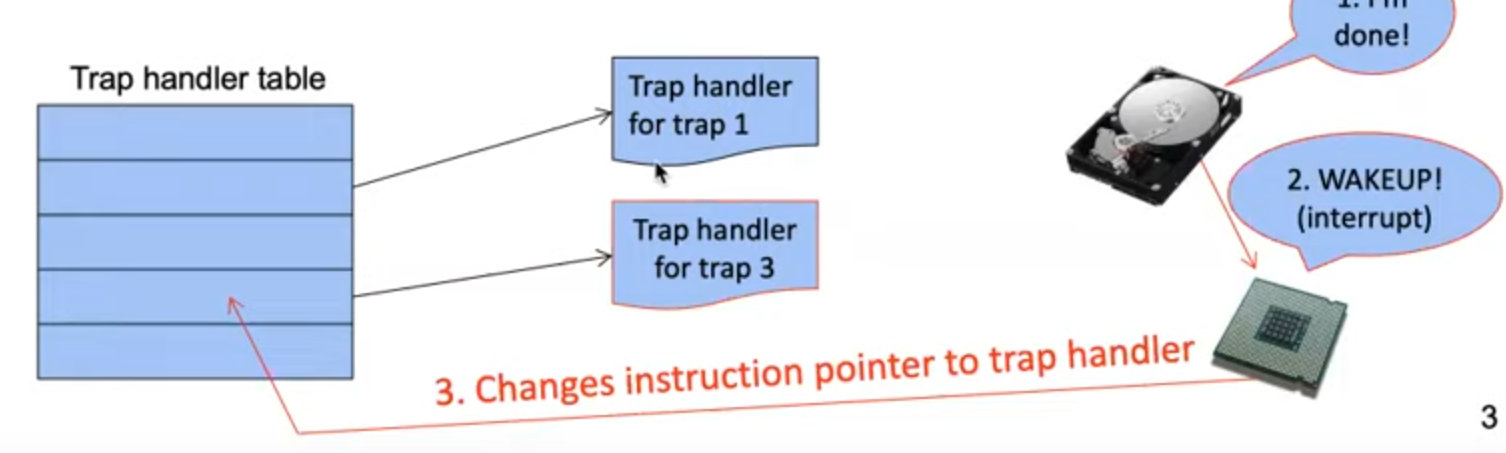 1. I'm
done!
Trap handler table
Trap handler
for trap 1
2. WAKEUP!
(interrupt)
Trap handler
for trap 3
3. Changes instruction pointer to trap handler
3